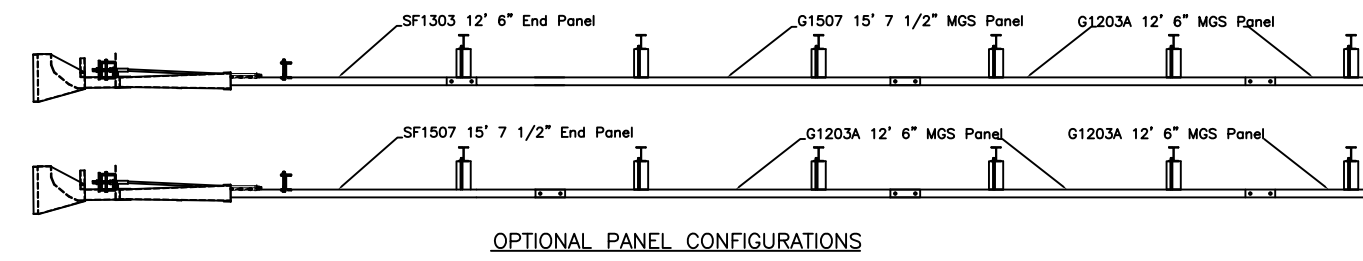 SF1303 12' 6" End Panel
G1507 15' 7 1/2" MGS Panel
G1203A 12' 6" MGS Panel
SF1507 15' 7 1/2" End Panel
G1203A 12' 6" MGS Panel
G1203A 12' 6" MGS Panel
OPTIONAL PANEL CONFIGURATIONS